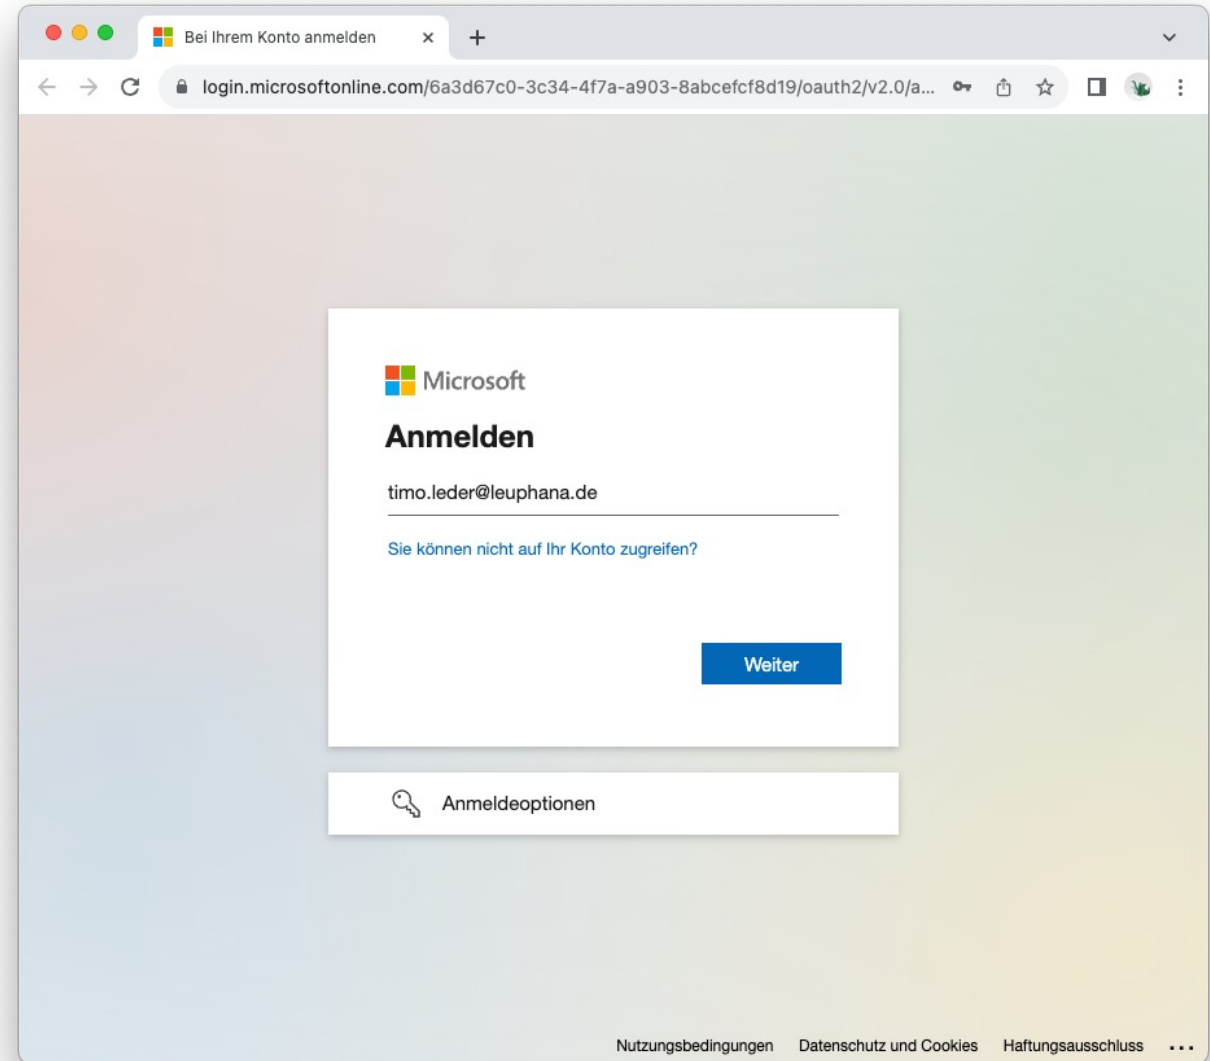 Bei Ihrem Konto anmelden
login.microsoftonline.com/6a3d67c0-3c34-4f7a-a903-8abcefcf8d19/oauth2/v2.0/a...
Microsoft
Anmelden
timo.leder@leuphana.de
Sie können nicht auf Ihr Konto zugreifen?
Weiter
Anmeldeoptionen
Nutzungsbedingungen Datenschutz und Cookies Haftungsausschluss ...